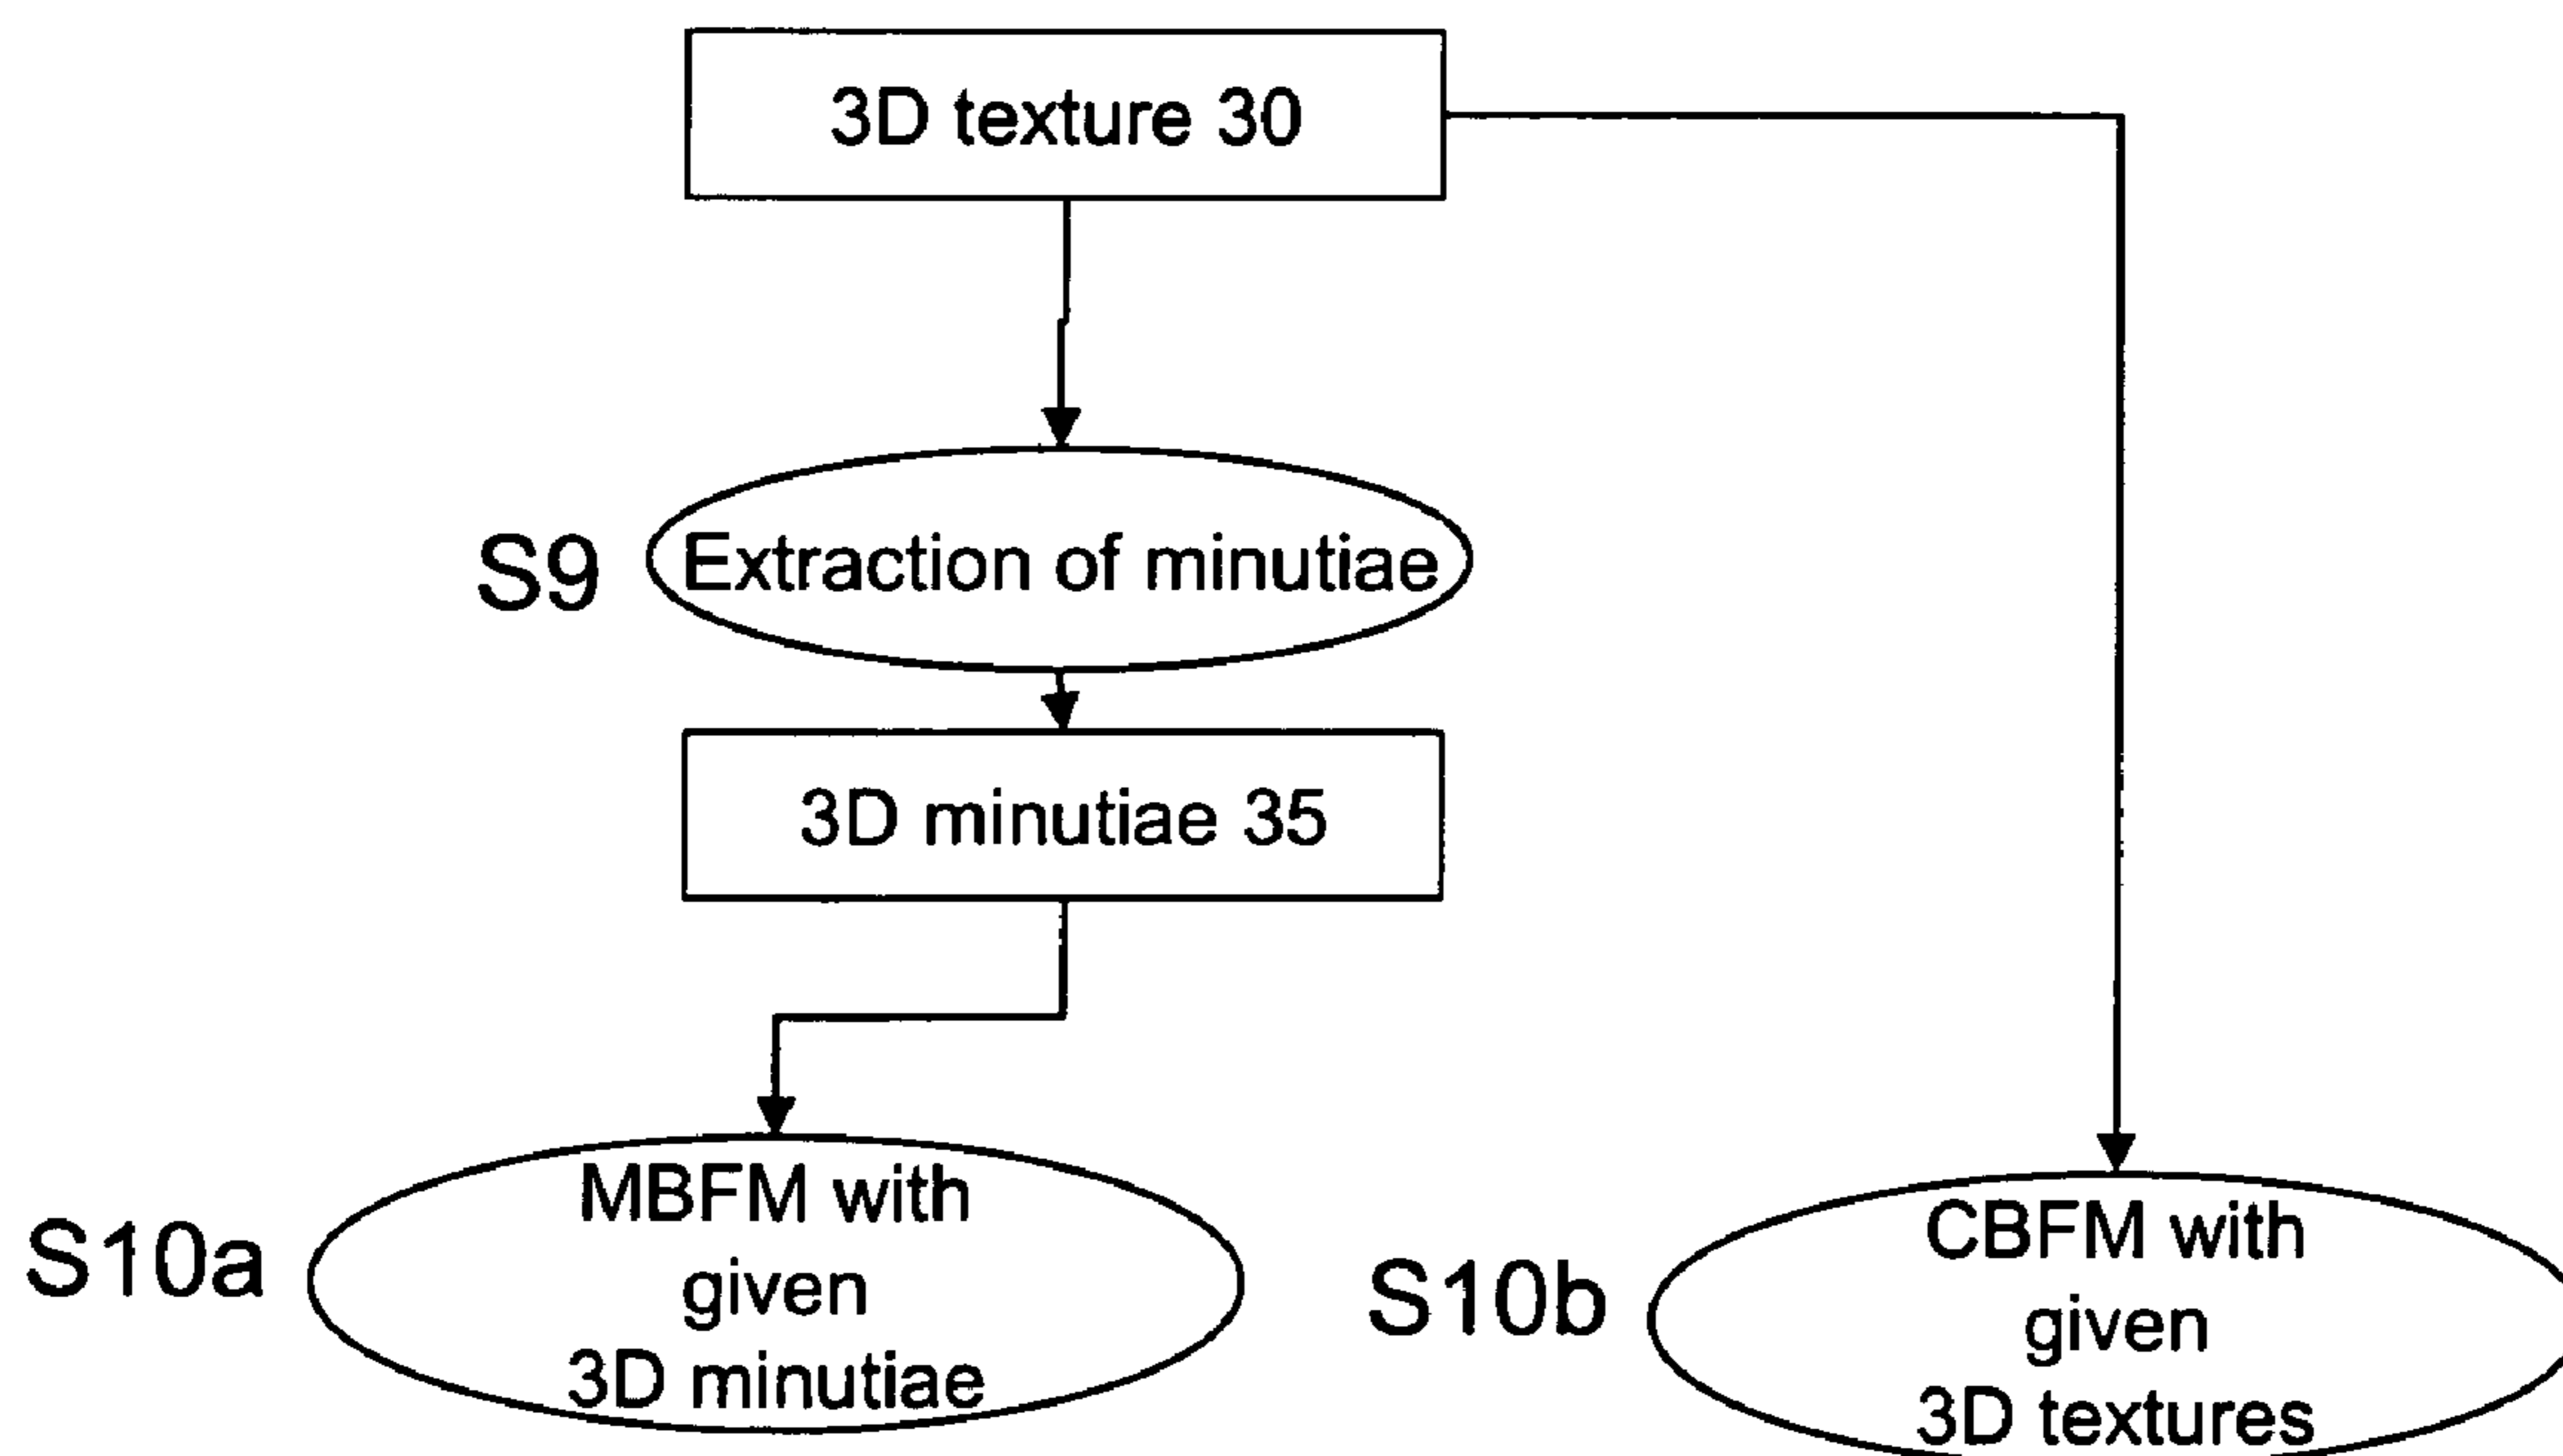 3D texture 30
S9
Extraction of minutiae
3D minutiae 35
S10a
MBFM with
given
3D minutiae
S10b
CBFM with
given
3D textures